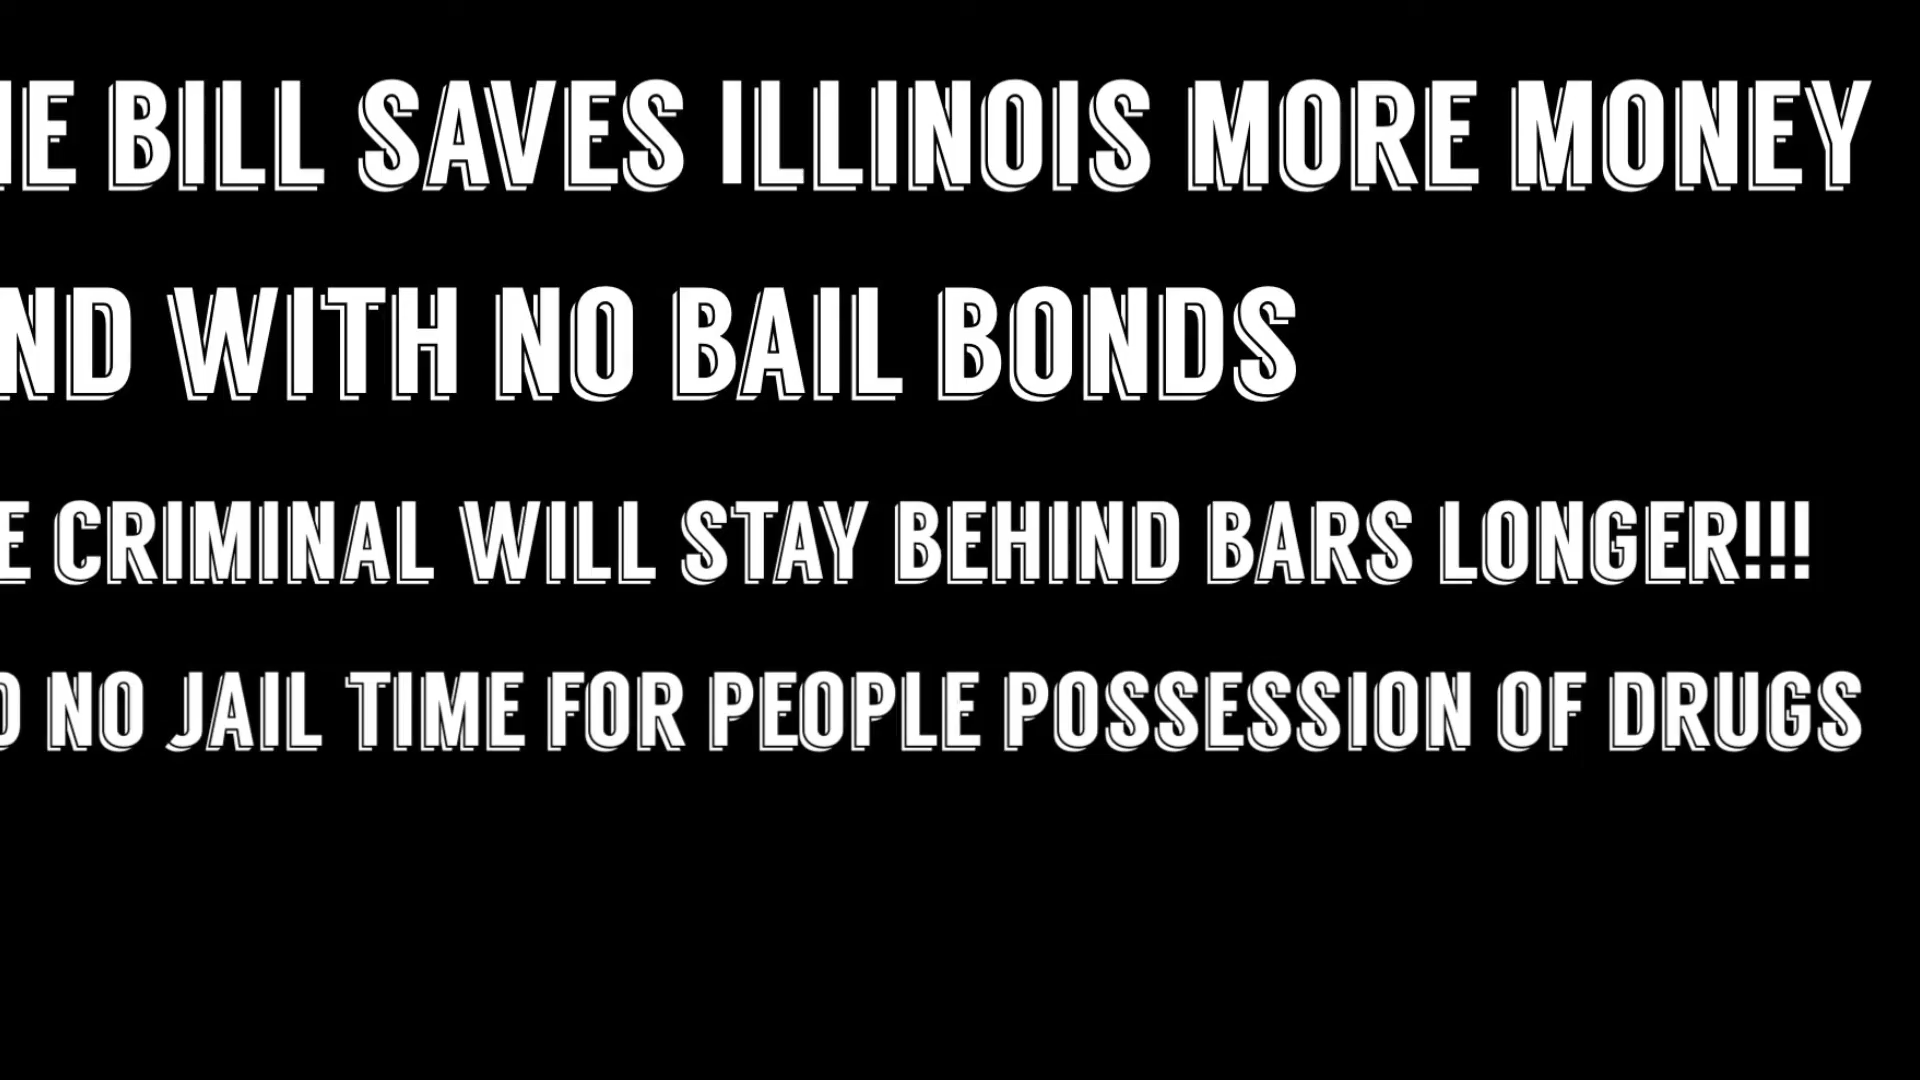 HE BILL SAVES ILLINOIS MORE MONEY
ND WITH NO BAIL BONDS
E CRIMINAL WILL STAY BEHIND BARS LONGER!!!
D NO JAIL TIME FOR PEOPLE POSSESSION OF DRUGS